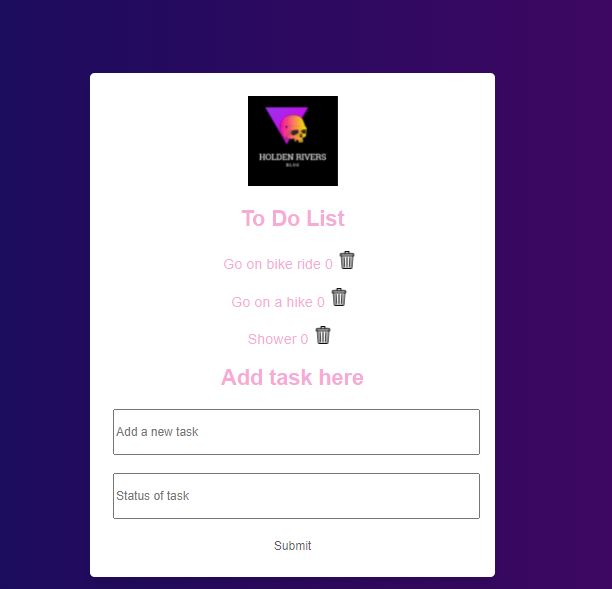 HOLDEN RIVERS
BLOG
To Do List
Go on bike ride 0
Go on a hike 0
Shower 0
Add task here
Add a new task
Status of task
Submit